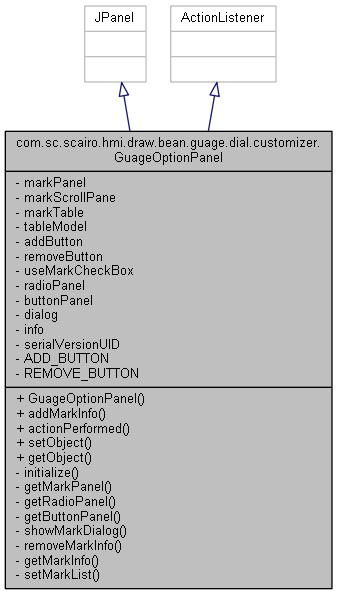 JPanel
ActionListener
com.sc.scairo.hmi.draw.bean.guage.dial.customizer.
GuageOptionPanel
- markPanel
- markScrollPane
- markTable
- tableModel
- addButton
- removeButton
- useMarkCheckBox
- radioPanel
- buttonPanel
- dialog
- info
- serialVersionUID
- ADD_BUTTON
- REMOVE_BUTTON
+ GuageOptionPanel()
+ addMarkInfo()
+ actionPerformed()
+ setObject()
+ getObject()
- initialize()
- getMarkPanel()
- getRadioPanel()
- getButtonPanel()
- showMarkDialog()
- removeMarkInfo()
- getMarkInfo()
- setMarkList()